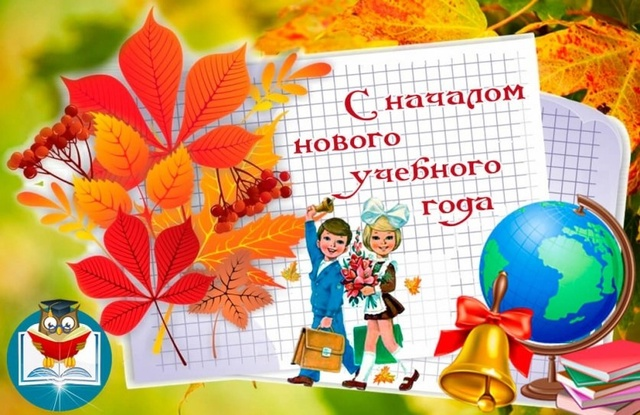 С началом
нового
учебного
года